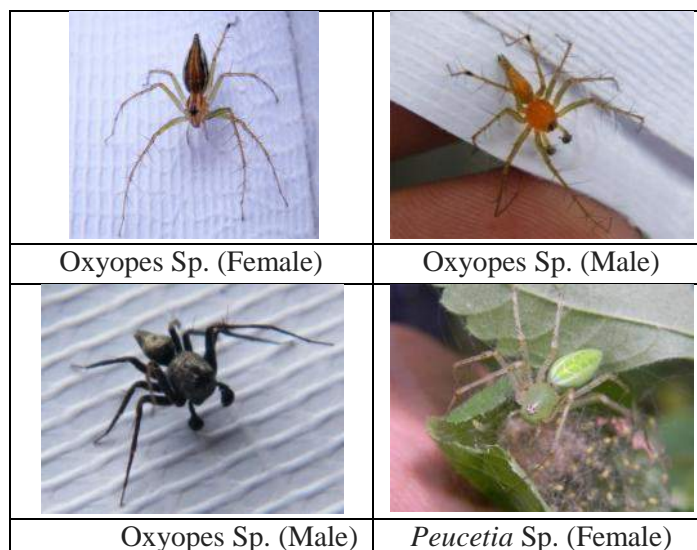 Oxyopes Sp. (Female)
Oxyopes Sp. (Male)
Oxyopes Sp. (Male)
Peucetia Sp. (Female)